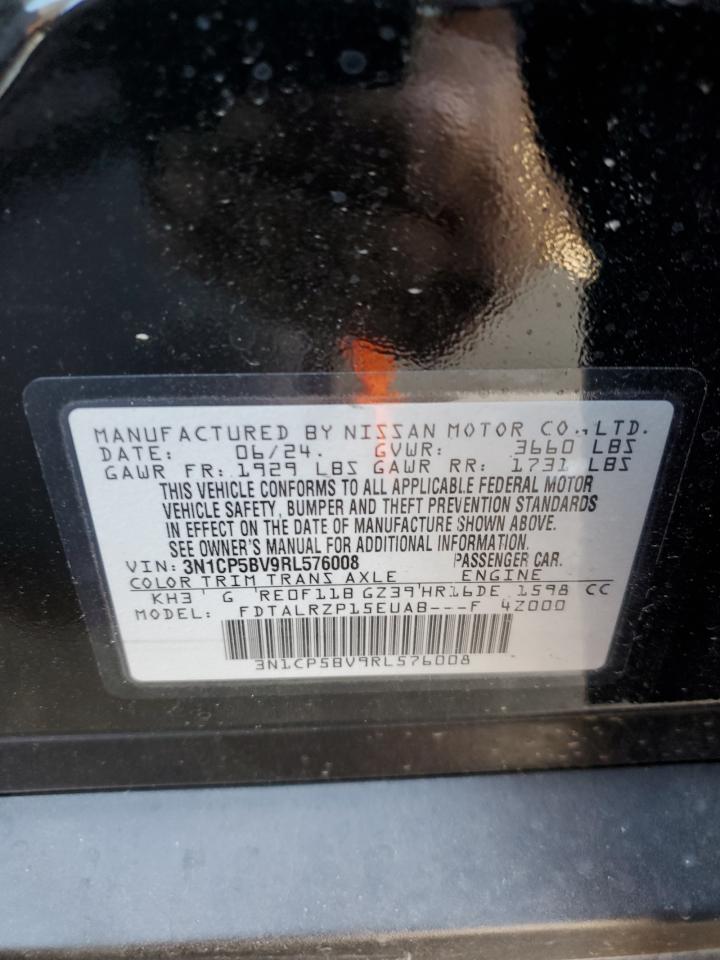 MANUFACTURED BY NISSAN MOTOR CO.,LTD.
DATE: 06/24. GVWR: 3660 LBS
GAWR FR: 1929 LBS GAWR RR: 1731 LBS
THIS VEHICLE CONFORMS TO ALL APPLICABLE FEDERAL MOTOR
VEHICLE SAFETY, BUMPER AND THEFT PREVENTION STANDARDS
IN EFFECT ON THE DATE OF MANUFACTURE SHOWN ABOVE.
SEE OWNER'S MANUAL FOR ADDITIONAL INFORMATION.
VIN: 3N1CP5BV9RL576008 PASSENGER CAR.
COLOR TRIM TRANS AXLE ENGINE
KH3 G RE0F11B GZ39 HR16DE 1598 CC
MODEL: FDTALRZP15EUAB---F 4Z000
3N1CP5BV9RL576008